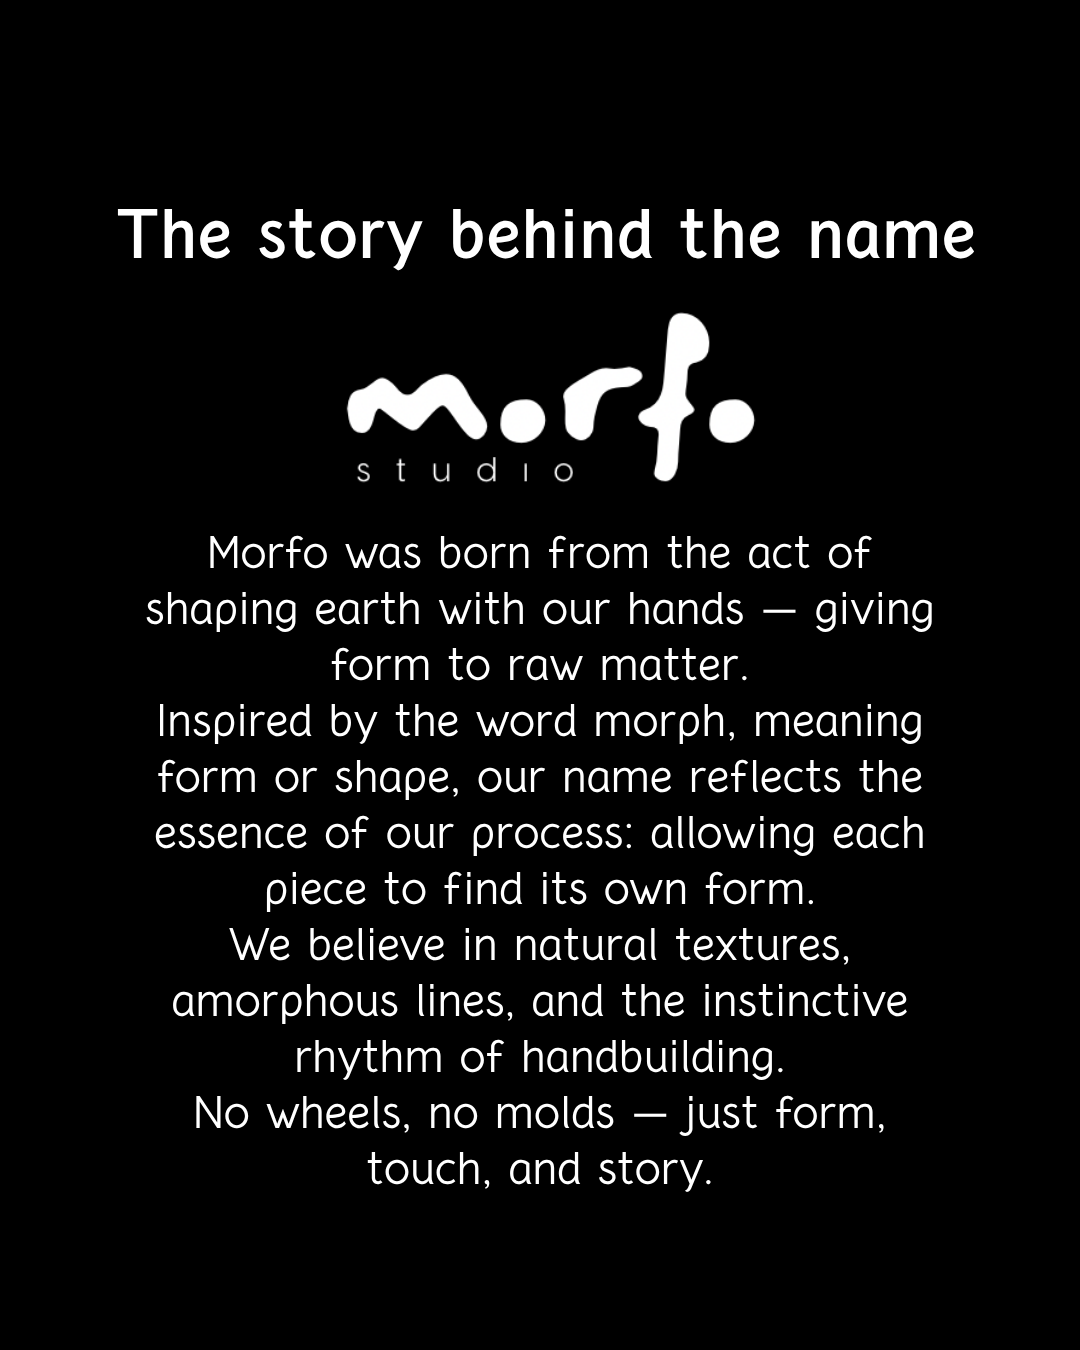 The story behind the name
morfo
studio
Morfo was born from the act of
shaping earth with our hands — giving
form to raw matter.
Inspired by the word morph, meaning
form or shape, our name reflects the
essence of our process: allowing each
piece to find its own form.
We believe in natural textures,
amorphous lines, and the instinctive
rhythm of handbuilding.
No wheels, no molds — just form,
touch, and story.